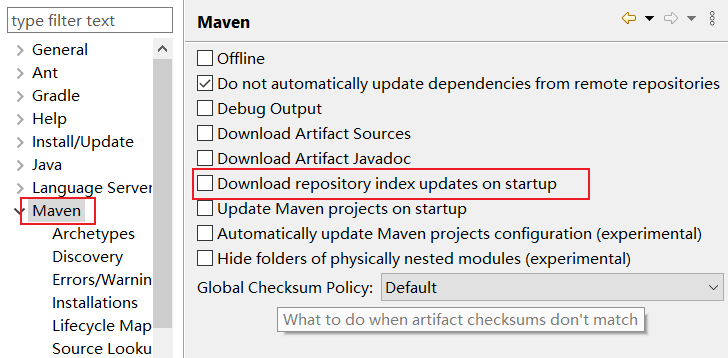 type filter text
General
Ant
Gradle
Help
Install/Update
Java
Language Server
Maven
Archetypes
Discovery
Errors/Warnin
Installations
Lifecycle Map
Source Looku
Maven
Offline
Do not automatically update dependencies from remote repositories
Debug Output
Download Artifact Sources
Download Artifact Javadoc
Download repository index updates on startup
Update Maven projects on startup
Automatically update Maven projects configuration (experimental)
Hide folders of physically nested modules (experimental)
Global Checksum Policy: Default
What to do when artifact checksums don't match